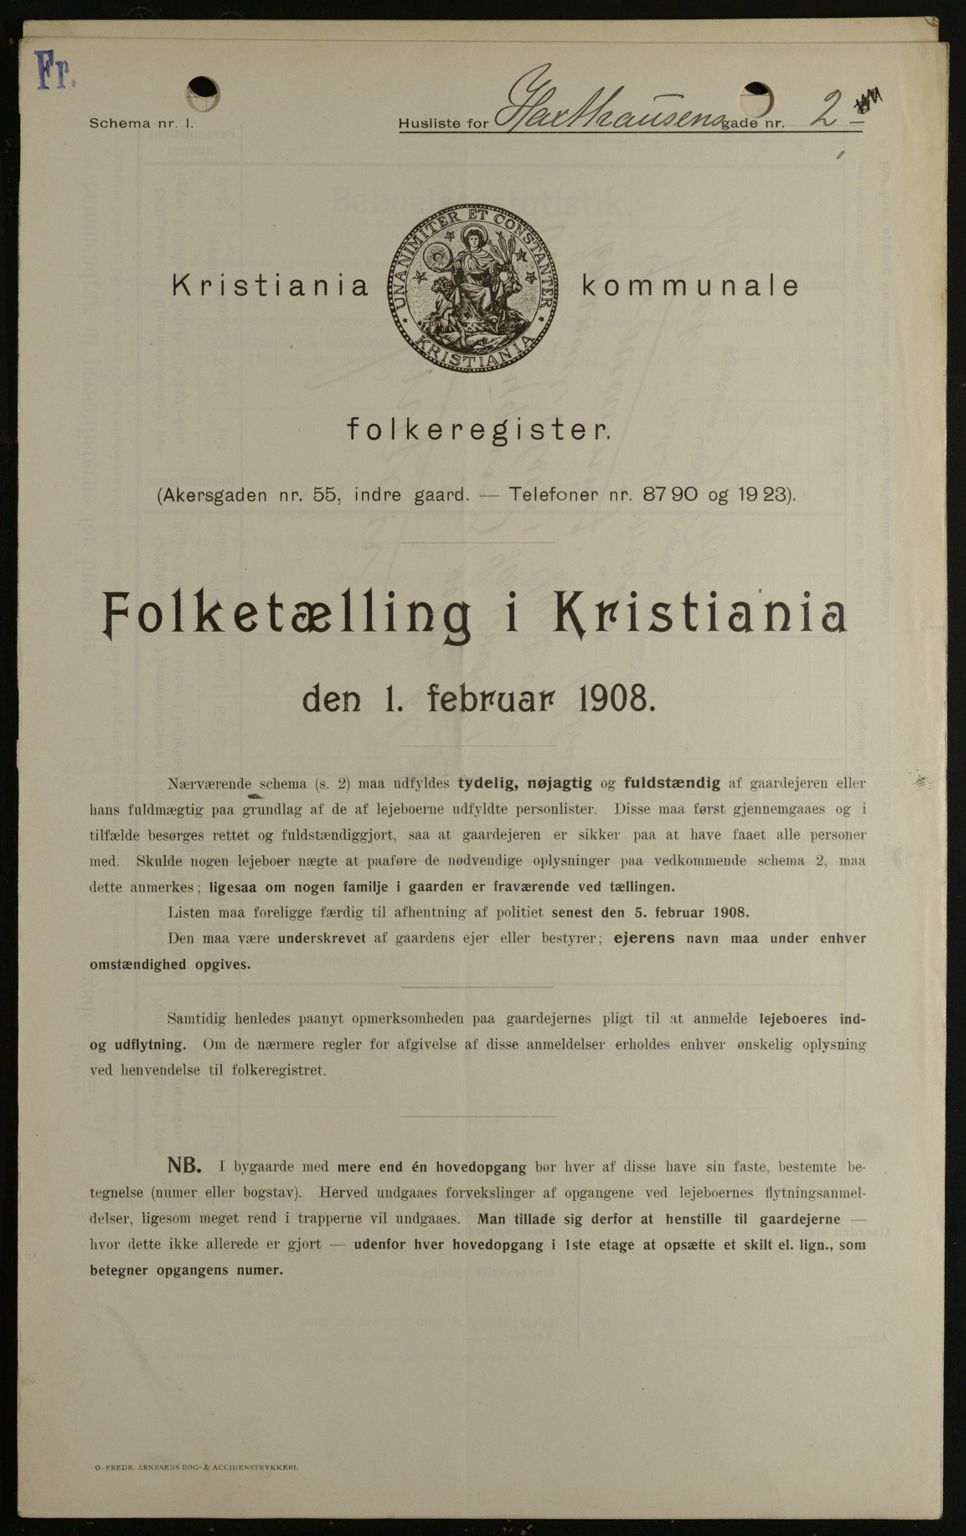 Fr.
Schema nr. 1.
Husliste for Haxthausens gade nr. 2
UNANIMITER ET CONSTANTER
KRISTIANIA
Kristiania kommunale
folkeregister.
(Akersgaden nr. 55, indre gaard. — Telefoner nr. 87 90 og 19 23).
Folketælling i Kristiania
den 1. februar 1908.
Nærværende schema (s. 2) maa udfyldes tydelig, nøjagtig og fuldstændig af gaardejeren eller
hans fuldmægtig paa grundlag af de af lejeboerne udfyldte personlister. Disse maa først gjennemgaaes og i
tilfælde besørges rettet og fuldstændiggjort, saa at gaardejeren er sikker paa at have faaet alle personer
med. Skulde nogen lejeboer nægte at paaføre de nødvendige oplysninger paa vedkommende schema 2, maa
dette anmerkes; ligesaa om nogen familje i gaarden er fraværende ved tællingen.
Listen maa foreligge færdig til afhentning af politiet senest den 5. februar 1908.
Den maa være underskrevet af gaardens ejer eller bestyrer; ejerens navn maa under enhver
omstændighed opgives.
Samtidig henledes paanyt opmerksomheden paa gaardejernes pligt til at anmelde lejeboeres ind-
og udflytning. Om de nærmere regler for afgivelse af disse anmeldelser erholdes enhver ønskelig oplysning
ved henvendelse til folkeregistret.
NB. I bygaarde med mere end én hovedopgang bør hver af disse have sin faste, bestemte be-
tegnelse (numer eller bogstav). Herved undgaaes forvekslinger af opgangene ved lejeboernes flytningsanmel-
delser, ligesom meget rend i trapperne vil undgaaes. Man tillade sig derfor at henstille til gaardejerne —
hvor dette ikke allerede er gjort — udenfor hver hovedopgang i 1ste etage at opsætte et skilt el. lign., som
betegner opgangens numer.
O. FREDR. ARNESENS BOG- & ACCIDENSTRYKKERI.